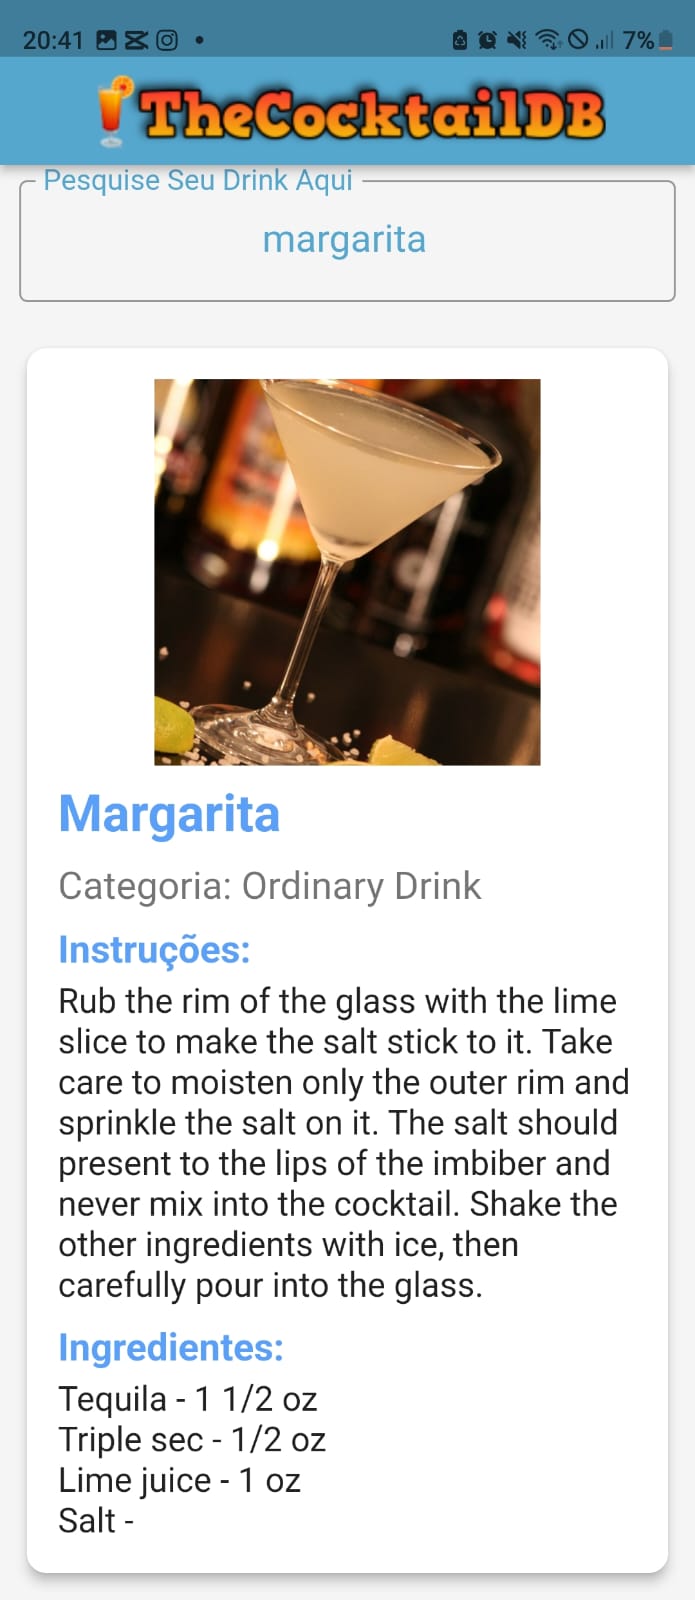 20:41 7%
TheCocktailDB
Pesquise Seu Drink Aqui
margarita
Margarita
Categoria: Ordinary Drink
Instruções:
Rub the rim of the glass with the lime
slice to make the salt stick to it. Take
care to moisten only the outer rim and
sprinkle the salt on it. The salt should
present to the lips of the imbiber and
never mix into the cocktail. Shake the
other ingredients with ice, then
carefully pour into the glass.
Ingredientes:
Tequila - 1 1/2 oz
Triple sec - 1/2 oz
Lime juice - 1 oz
Salt -